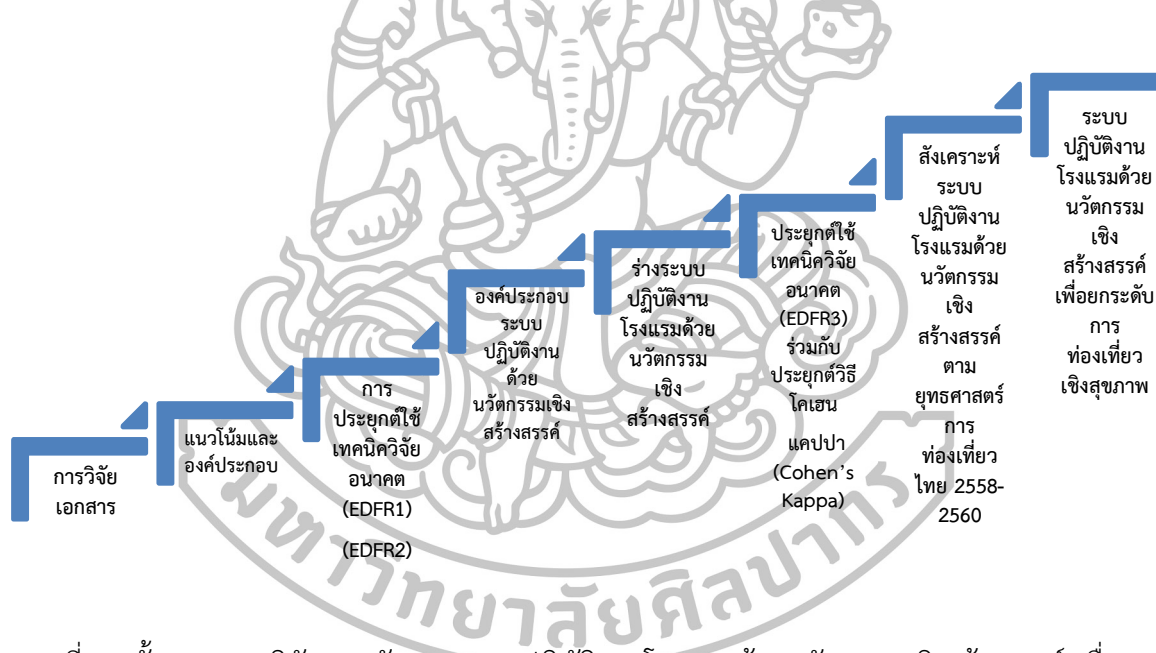 การวิจัย
เอกสาร
แนวโน้มและ
องค์ประกอบ
การ
ประยุกต์ใช้
เทคนิควิจัย
อนาคต
(EDFR1)
(EDFR2)
องค์ประกอบ
ระบบ
ปฏิบัติงาน
ด้วย
นวัตกรรมเชิง
สร้างสรรค์
ร่างระบบ
ปฏิบัติงาน
โรงแรมด้วย
นวัตกรรม
เชิง
สร้างสรรค์
ประยุกต์ใช้
เทคนิควิจัย
อนาคต
(EDFR3)
ร่วมกับ
ประยุกต์วิธี
โคเฮน
แคปปา
(Cohen's
Kappa)
สังเคราะห์
ระบบ
ปฏิบัติงาน
โรงแรมด้วย
นวัตกรรม
เชิง
สร้างสรรค์
ตาม
ยุทธศาสตร์
การ
ท่องเที่ยว
ไทย 2558-
2560
ระบบ
ปฏิบัติงาน
โรงแรมด้วย
นวัตกรรม
เชิง
สร้างสรรค์
เพื่อยกระดับ
การ
ท่องเที่ยว
เชิงสุขภาพ
มหาวิทยาลัยศิลปากร